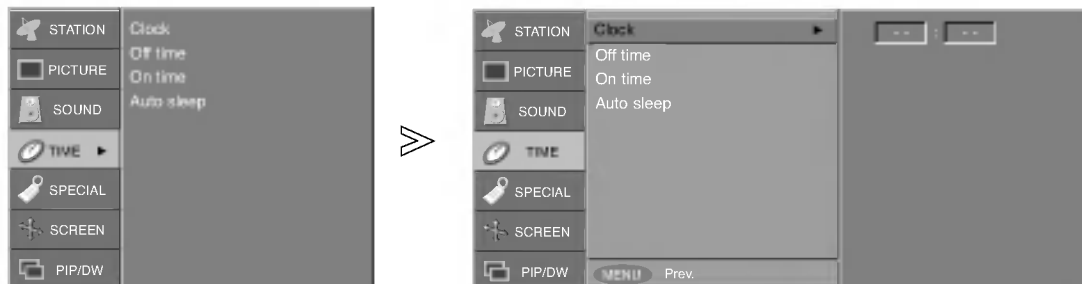 STATION
PICTURE
SOUND
TIME
SPECIAL
SCREEN
PIP/DW
Clock
Off time
On time
Auto sleep
STATION
PICTURE
SOUND
TIME
SPECIAL
SCREEN
PIP/DW
Clock
Off time
On time
Auto sleep
MENU Prev.
-- : --